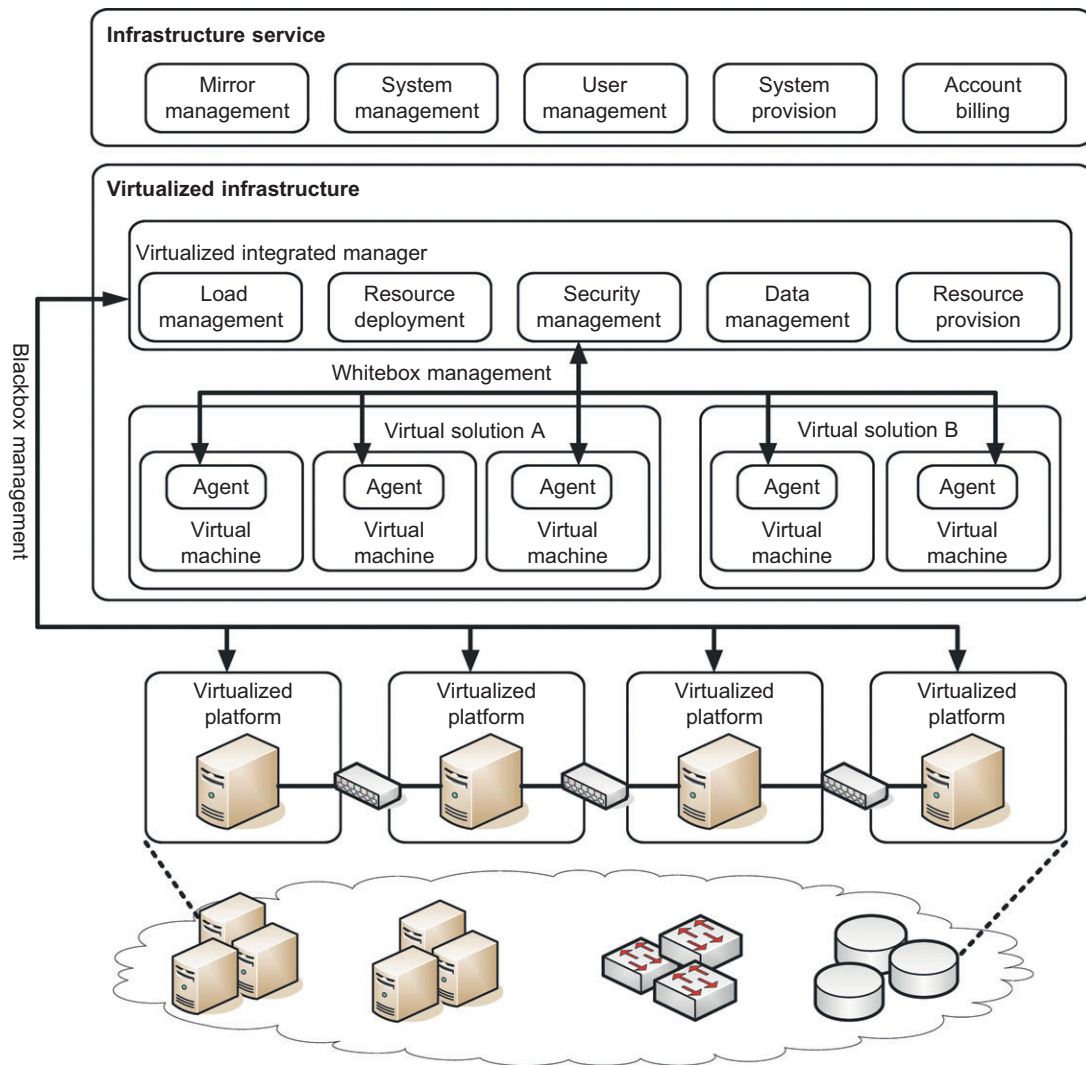 Infrastructure service
Mirror
management
System
management
User
management
System
provision
Account
billing
Virtualized infrastructure
Virtualized integrated manager
Load
management
Resource
deployment
Security
management
Data
management
Resource
provision
Blackbox management
Whitebox management
Virtual solution A
Agent
Virtual
machine
Agent
Virtual
machine
Agent
Virtual
machine
Virtual solution B
Agent
Virtual
machine
Agent
Virtual
machine
Virtualized
platform
Virtualized
platform
Virtualized
platform
Virtualized
platform